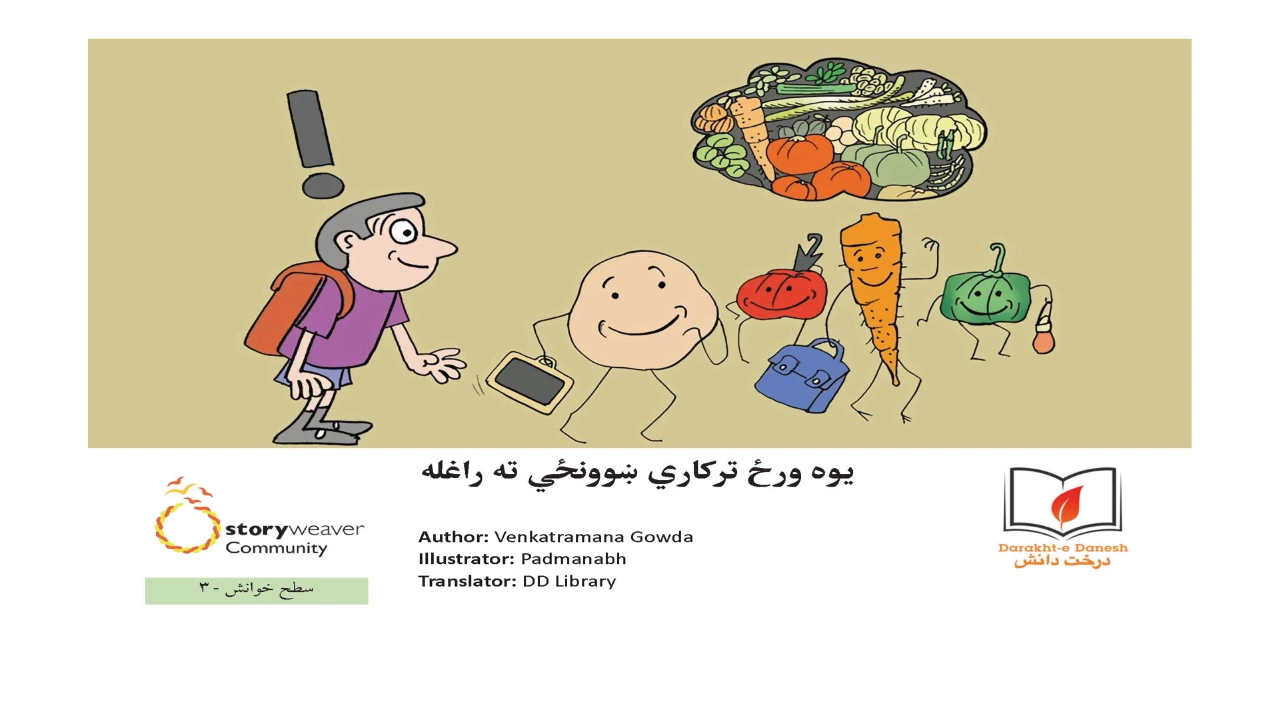 یوه ورځ ترکاري ښوونځي ته راغله
storyweaver
Community
سطح خوانش - ۳
Author: Venkatramana Gowda
Illustrator: Padmanabh
Translator: DD Library
Darakht-e Danesh
درخت دانش